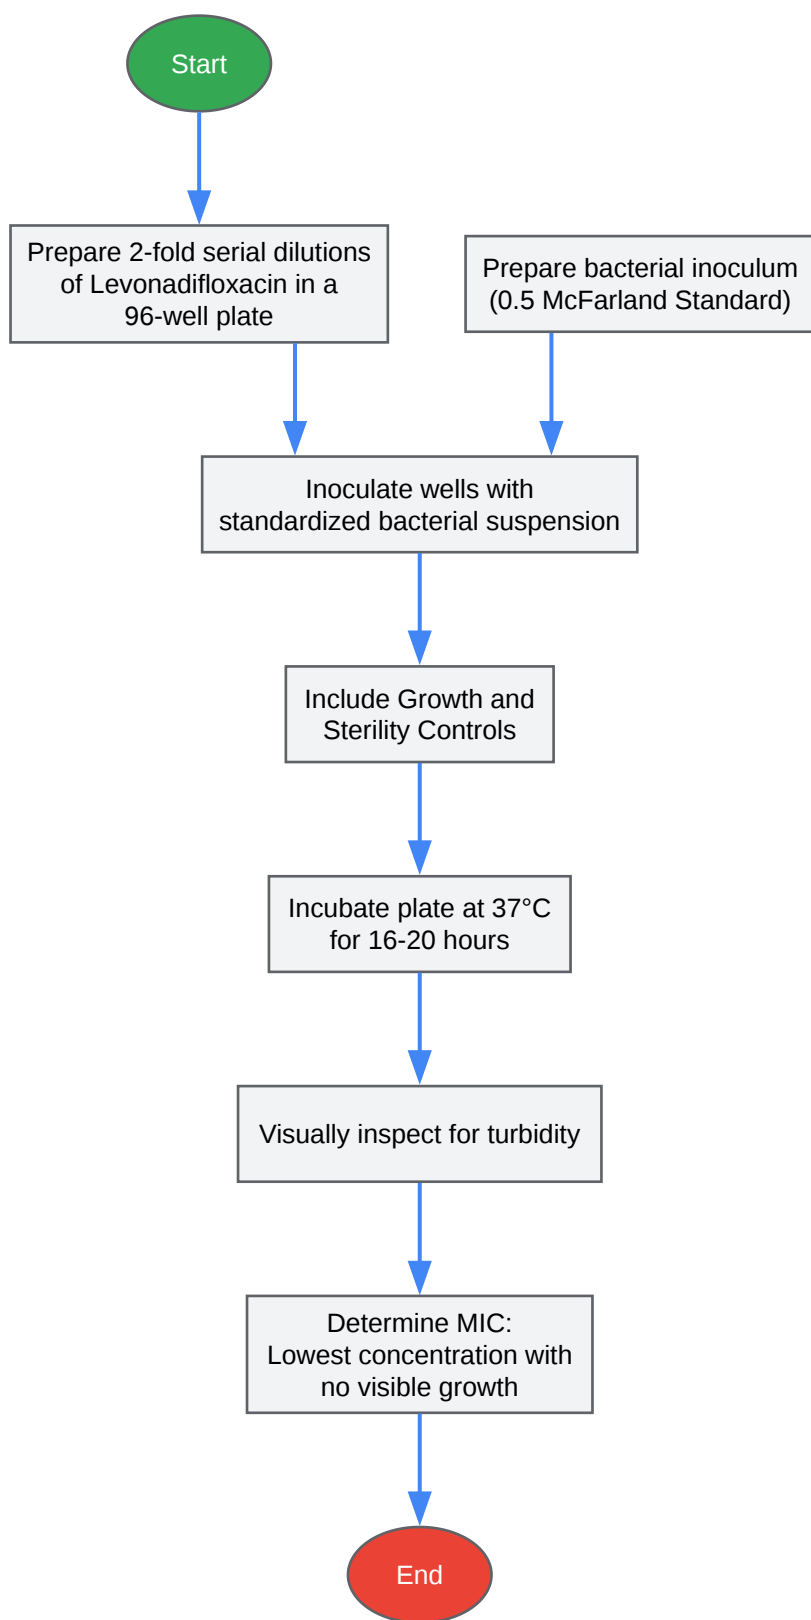 Start
Prepare 2-fold serial dilutions
of Levonadifloxacin in a
96-well plate
Prepare bacterial inoculum
(0.5 McFarland Standard)
Inoculate wells with
standardized bacterial suspension
Include Growth and
Sterility Controls
Incubate plate at 37°C
for 16-20 hours
Visually inspect for turbidity
Determine MIC:
Lowest concentration with
no visible growth
End